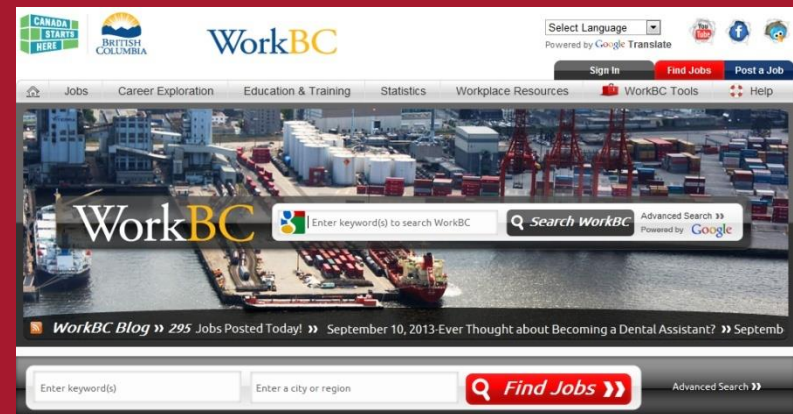 CANADA
STARTS
HERE
BRITISH
COLUMBIA
WorkBC
Select Language
Powered by Google Translate
You
Tube
f
Sign In Find Jobs Post a Job
Jobs Career Exploration Education & Training Statistics Workplace Resources WorkBC Tools Help
WorkBC
Enter keyword(s) to search WorkBC
Search WorkBC
Advanced Search »
Powered by Google
WorkBC Blog » 295 Jobs Posted Today! » September 10, 2013-Ever Thought about Becoming a Dental Assistant? » Septemb
Enter keyword(s) Enter a city or region Find Jobs » Advanced Search »